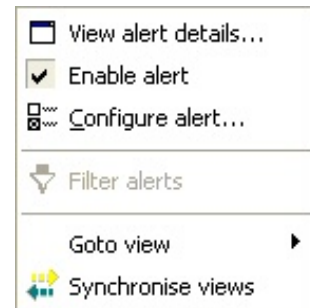 View alert details...
Enable alert
Configure alert...
Filter alerts
Goto view
Synchronise views